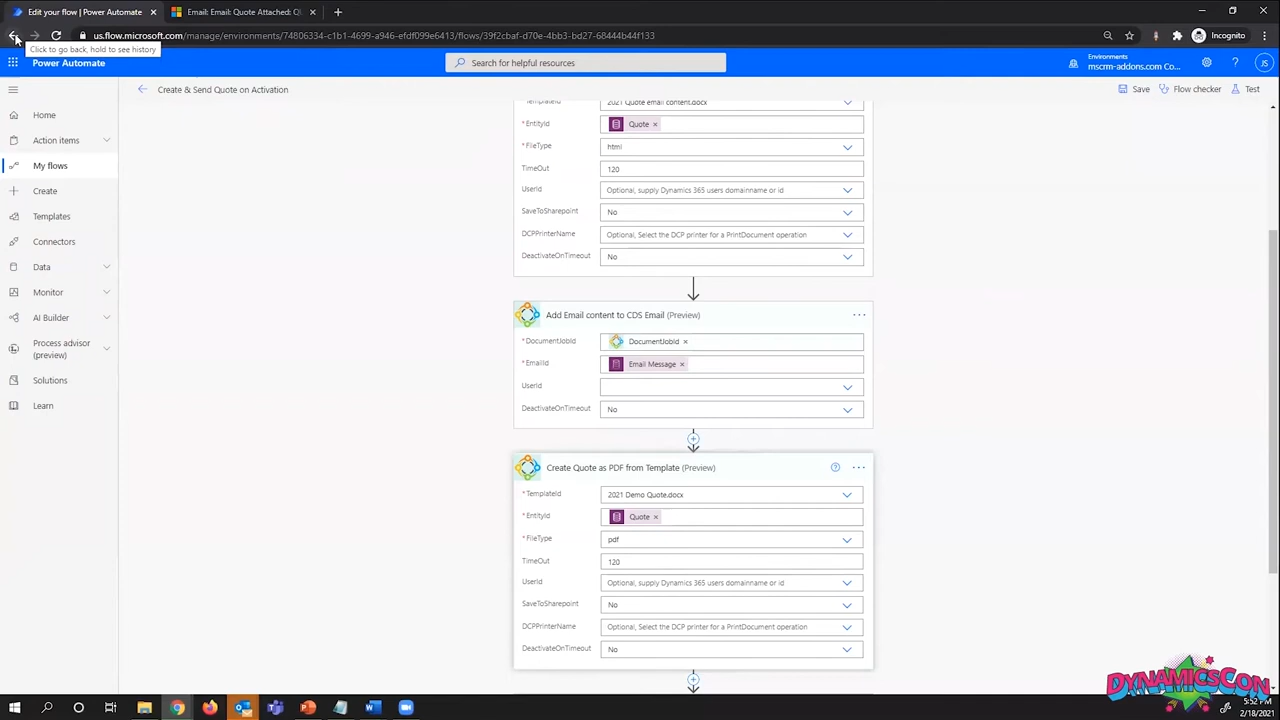 Edit your flow | Power Automate
Email: Email: Quote Attached: Q
us.flow.microsoft.com/manage/environments/74806334-c1b1-4699-a946-efdf099e6413/flows/39f2cbaf-d70e-4bb3-bd27-68444b44f133
Incognito
Click to go back, hold to see history
Power Automate
Search for helpful resources
Environments
mscrm-addons.com Co...
JS
Create & Send Quote on Activation
Save
Flow checker
Test
Home
Action items
My flows
Create
Templates
Connectors
Data
Monitor
AI Builder
Process advisor
(preview)
Solutions
Learn
TemplateId 2021 Quote email content.docx
* EntityId Quote ×
* FileType html
TimeOut 120
UserId Optional, supply Dynamics 365 users domainname or id
SaveToSharepoint No
DCPPrinterName Optional, Select the DCP printer for a PrintDocument operation
DeactivateOnTimeout No
Add Email content to CDS Email (Preview) ...
* DocumentJobId DocumentJobId ×
* EmailId Email Message ×
UserId
DeactivateOnTimeout No
Create Quote as PDF from Template (Preview) ...
* TemplateId 2021 Demo Quote.docx
* EntityId Quote ×
* FileType pdf
TimeOut 120
UserId Optional, supply Dynamics 365 users domainname or id
SaveToSharepoint No
DCPPrinterName Optional, Select the DCP printer for a PrintDocument operation
DeactivateOnTimeout No
DYNAMICSCON
5:52 PM
2/18/2021